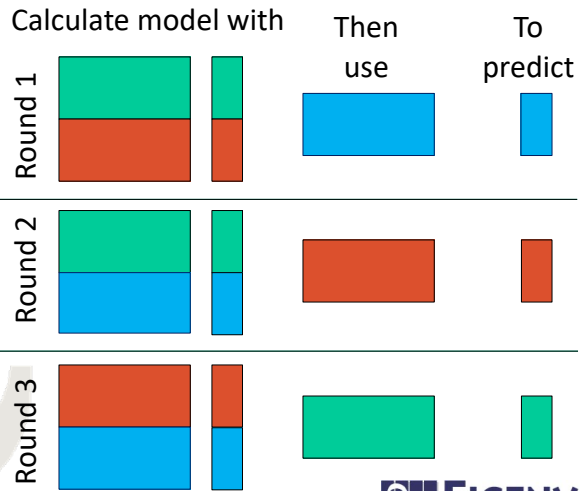 Calculate model with
Then
use
To
predict
Round 1
Round 2
Round 3